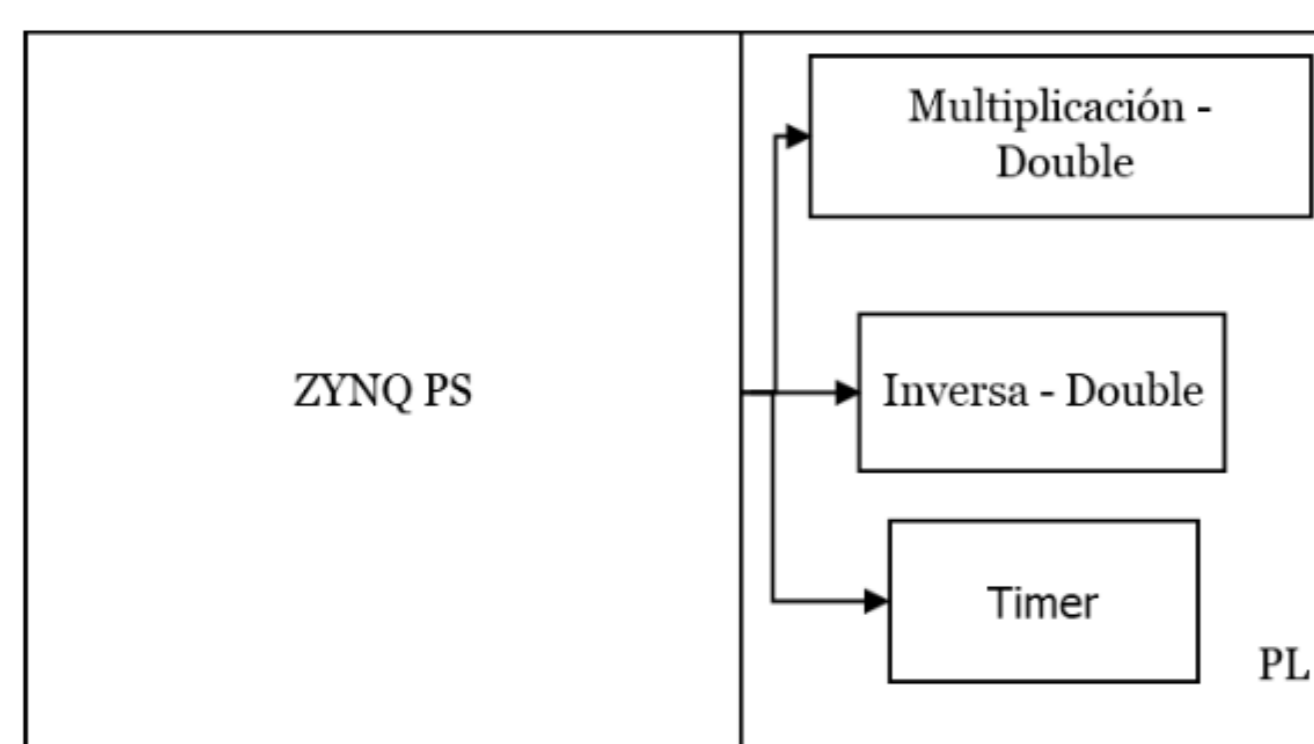 Multiplicación -
Double
ZYNQ PS
Inversa - Double
Timer
PL